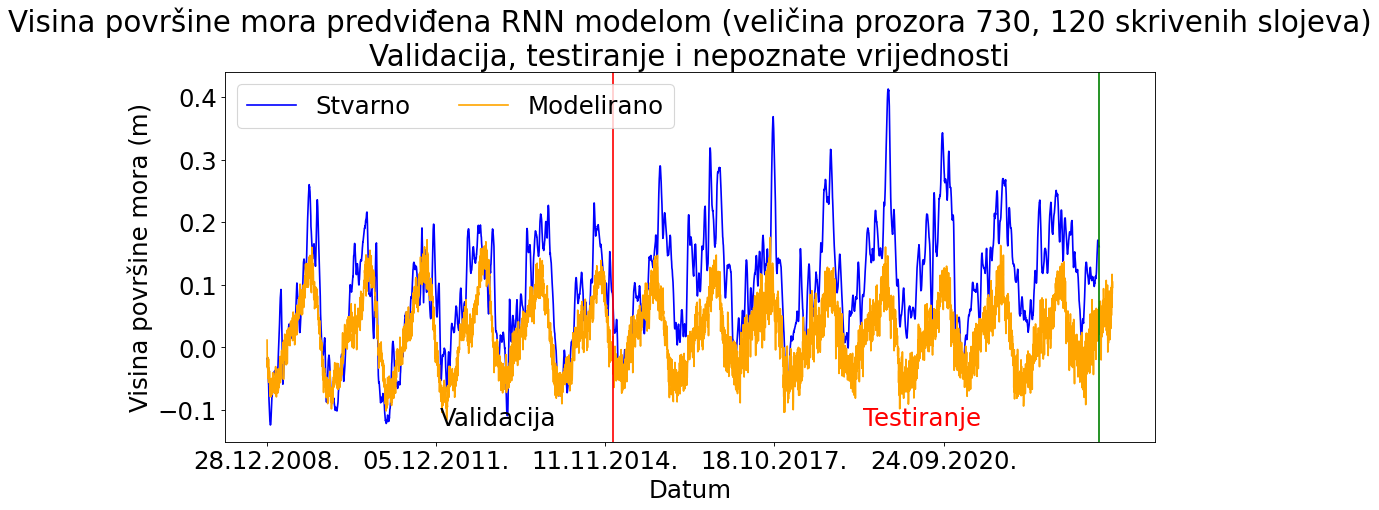 Visina površine mora predviđena RNN modelom (veličina prozora 730, 120 skrivenih slojeva)
Validacija, testiranje i nepoznate vrijednosti
Stvarno
Modelirano
Visina površine mora (m)
0.4
0.3
0.2
0.1
0.0
−0.1
Validacija
Testiranje
28.12.2008.
05.12.2011.
11.11.2014.
18.10.2017.
24.09.2020.
Datum